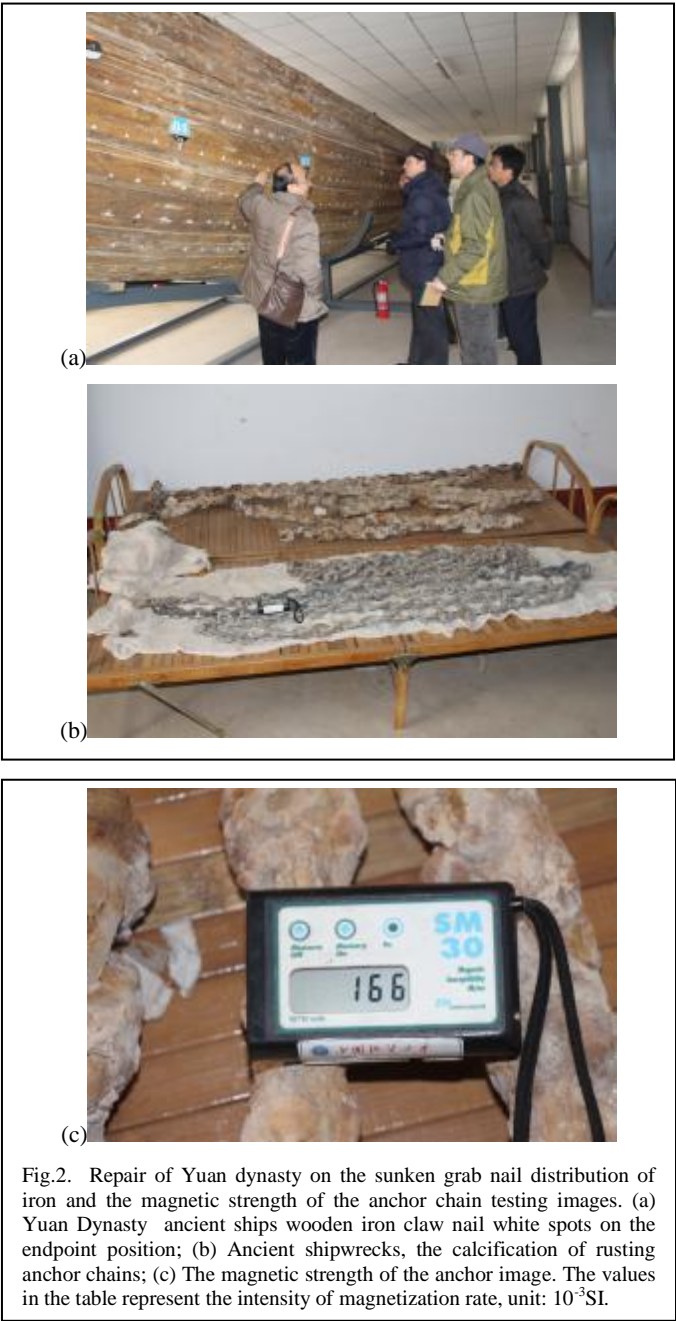 (a)
(b)
SM
30
166
(c)
Fig.2. Repair of Yuan dynasty on the sunken grab nail distribution of
iron and the magnetic strength of the anchor chain testing images. (a)
Yuan Dynasty ancient ships wooden iron claw nail white spots on the
endpoint position; (b) Ancient shipwrecks, the calcification of rusting
anchor chains; (c) The magnetic strength of the anchor image. The values
in the table represent the intensity of magnetization rate, unit: 10⁻³SI.